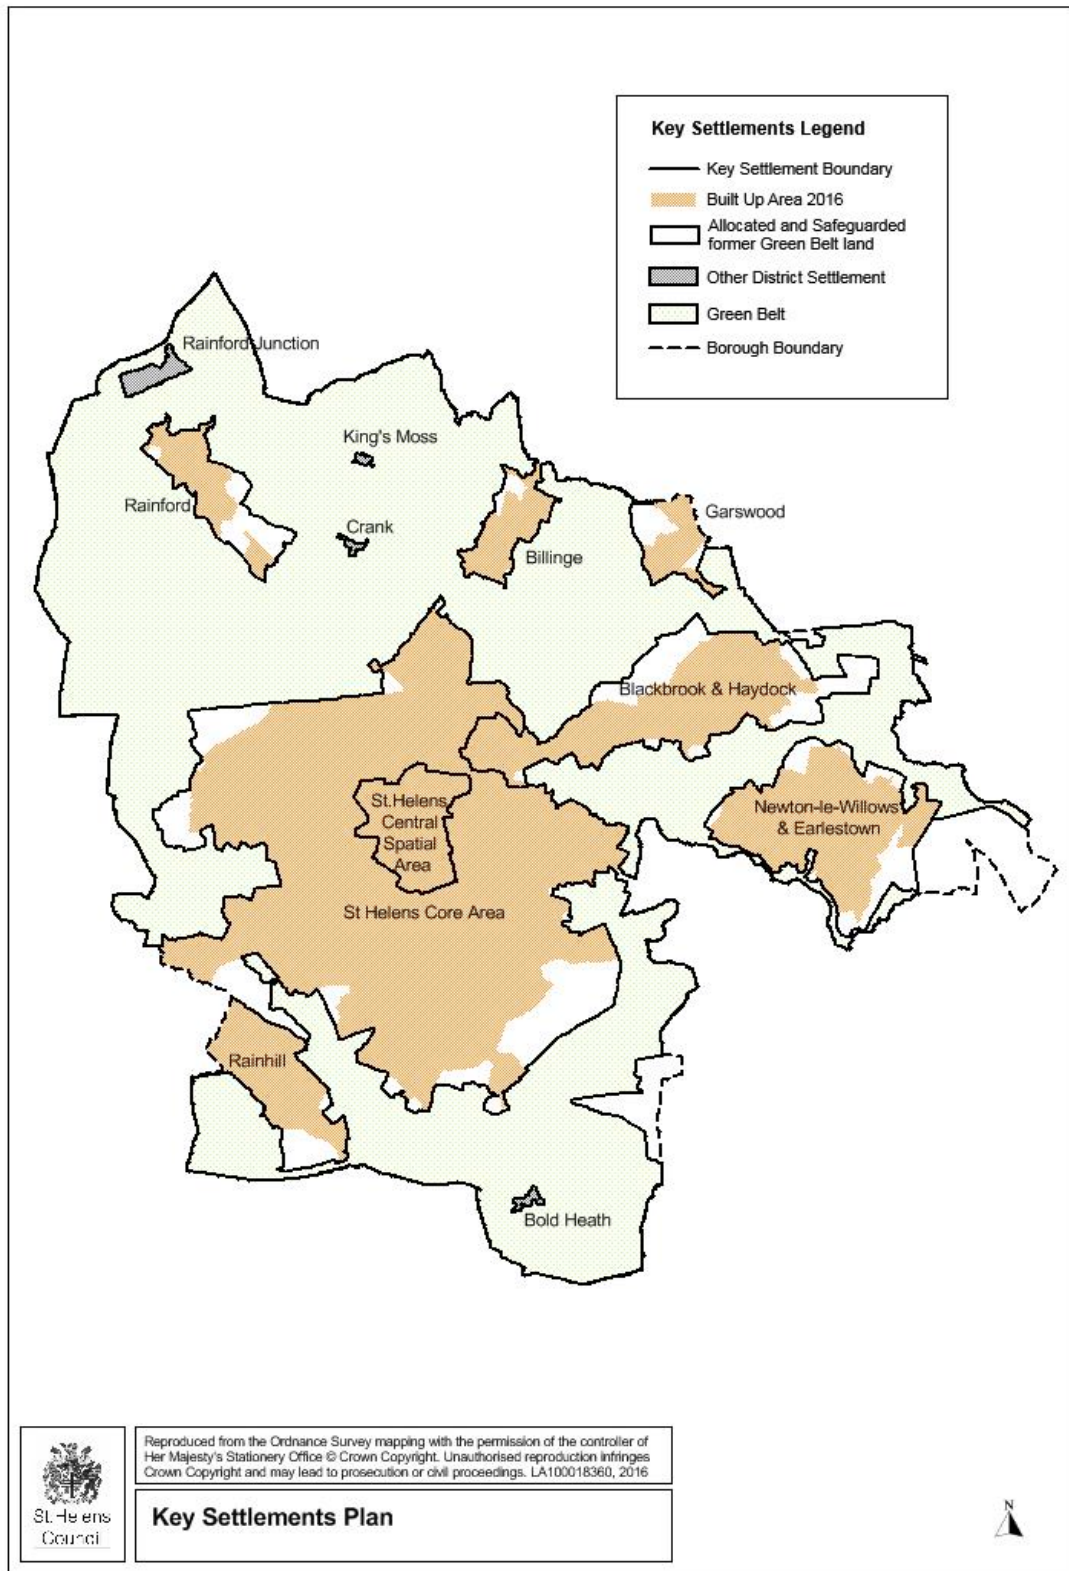 Key Settlements Legend
Key Settlement Boundary
Built Up Area 2016
Allocated and Safeguarded
former Green Belt land
Other District Settlement
Green Belt
Borough Boundary
Rainford Junction
King's Moss
Rainford
Crank
Billinge
Garswood
Blackbrook & Haydock
St.Helens
Central
Spatial
Area
Newton-le-Willows
& Earlestown
St Helens Core Area
Rainhill
Bold Heath
St.Helens
Council
Reproduced from the Ordnance Survey mapping with the permission of the controller of
Her Majesty's Stationery Office © Crown Copyright. Unauthorised reproduction infringes
Crown Copyright and may lead to prosecution or civil proceedings. LA100018360, 2016
Key Settlements Plan
N